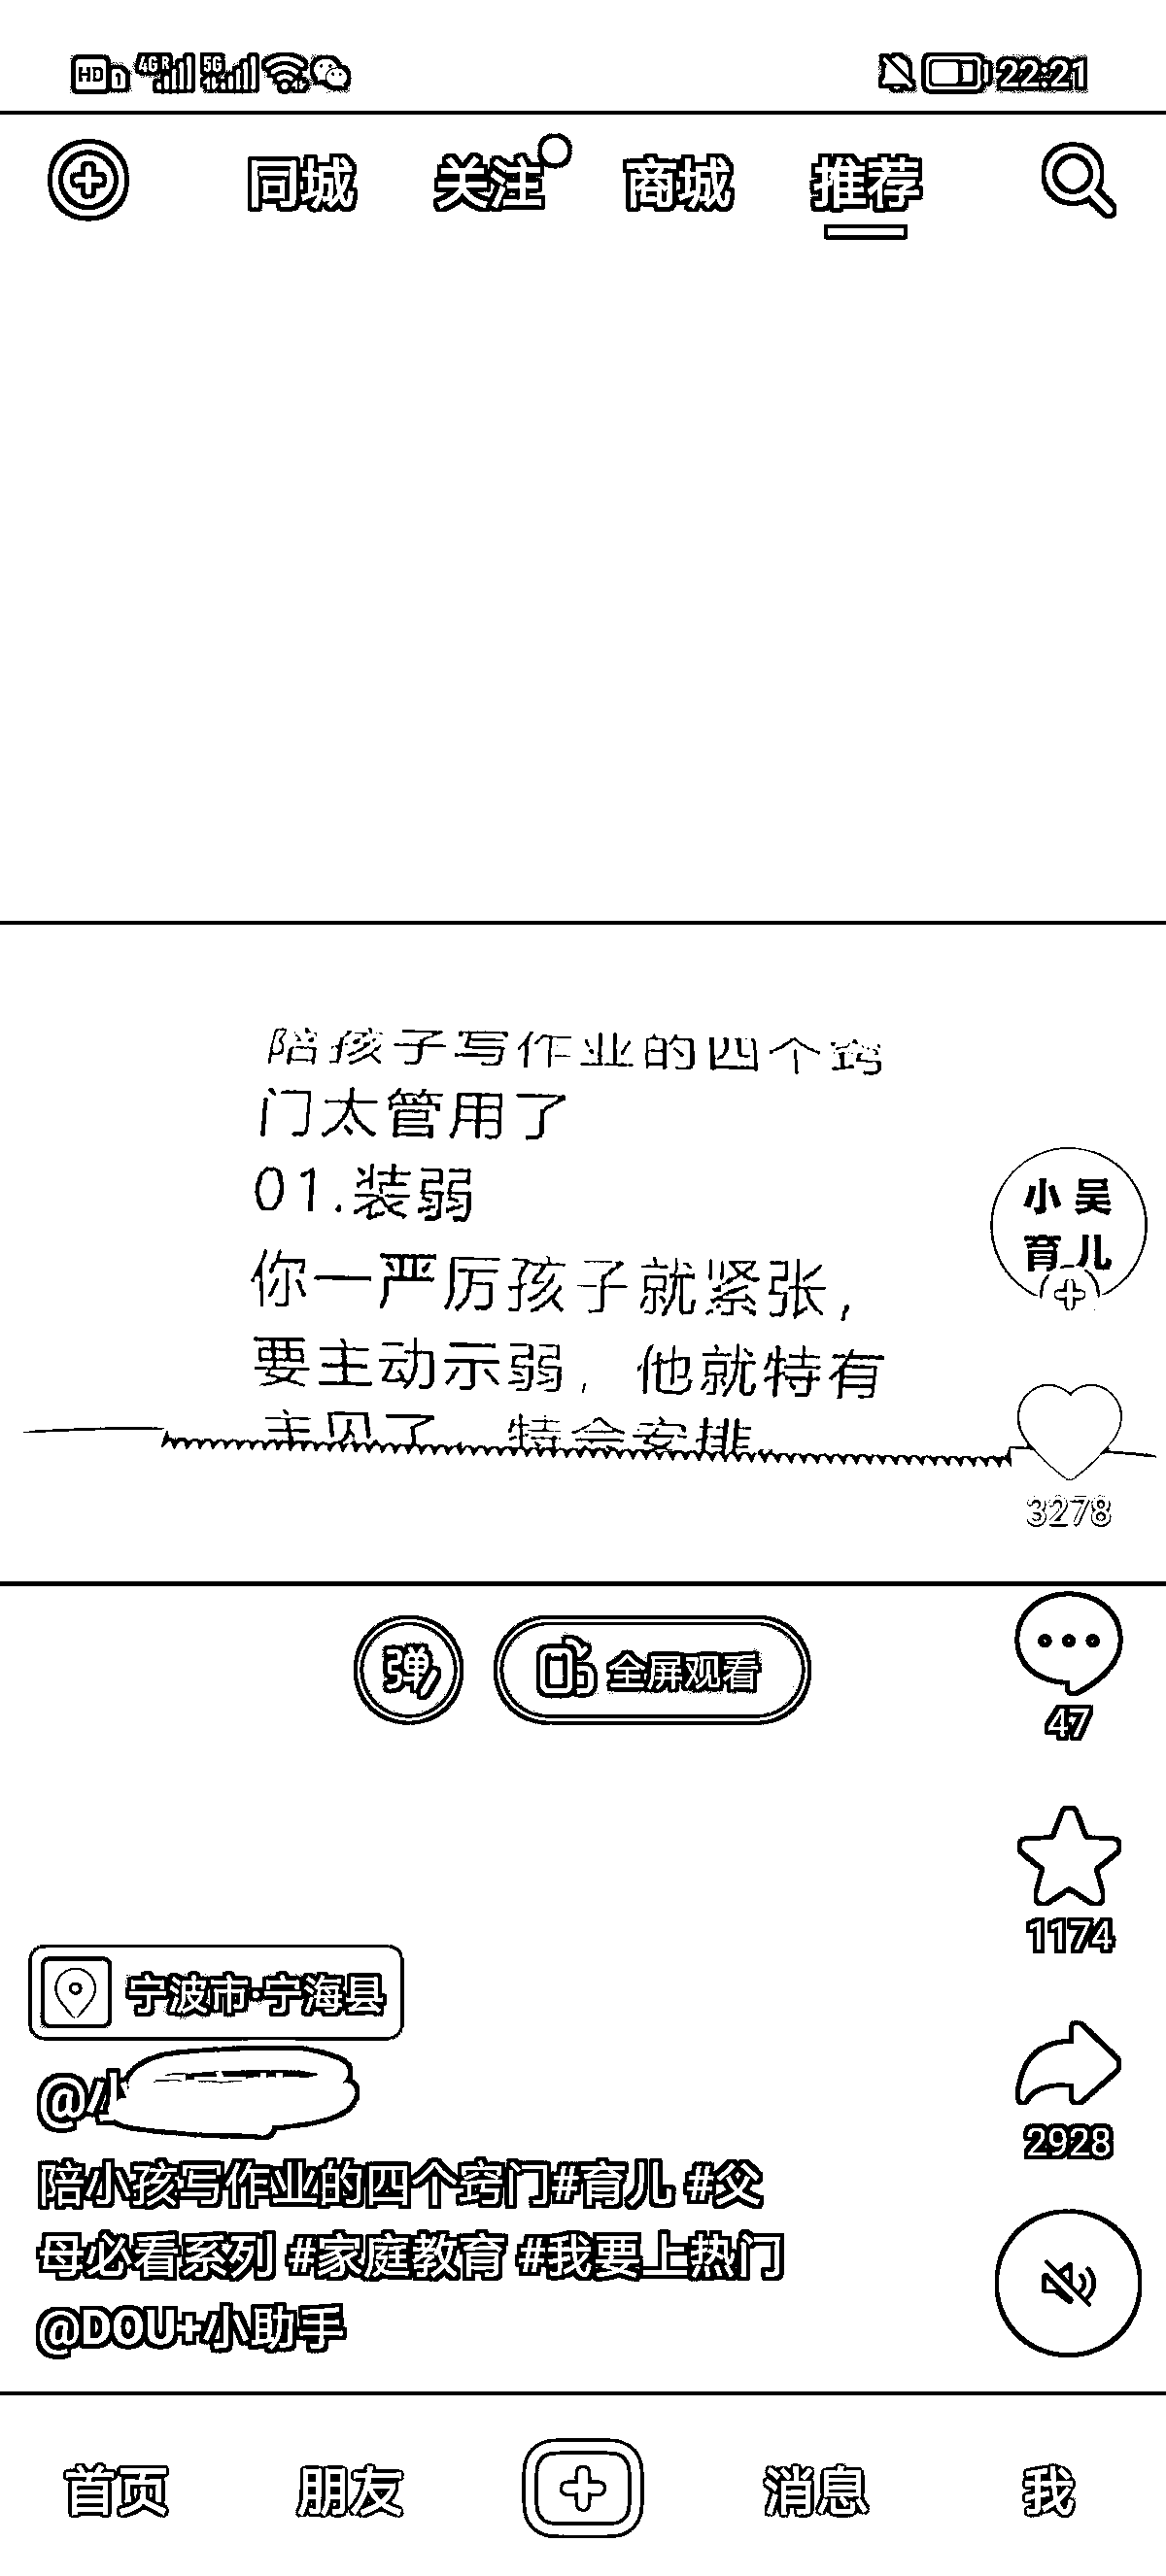 HD 1 4G R 5G 22:21
同城 关注 商城 推荐
陪孩子写作业的四个窍
门太管用了
01.装弱
你一严厉孩子就紧张,
要主动示弱, 他就特有
主见了 特会安排.
小吴
育儿
3278
弹 全屏观看
47
1174
宁波市·宁海县
@小
2928
陪小孩写作业的四个窍门#育儿 #父
母必看系列 #家庭教育 #我要上热门
@DOU+小助手
首页 朋友 消息 我